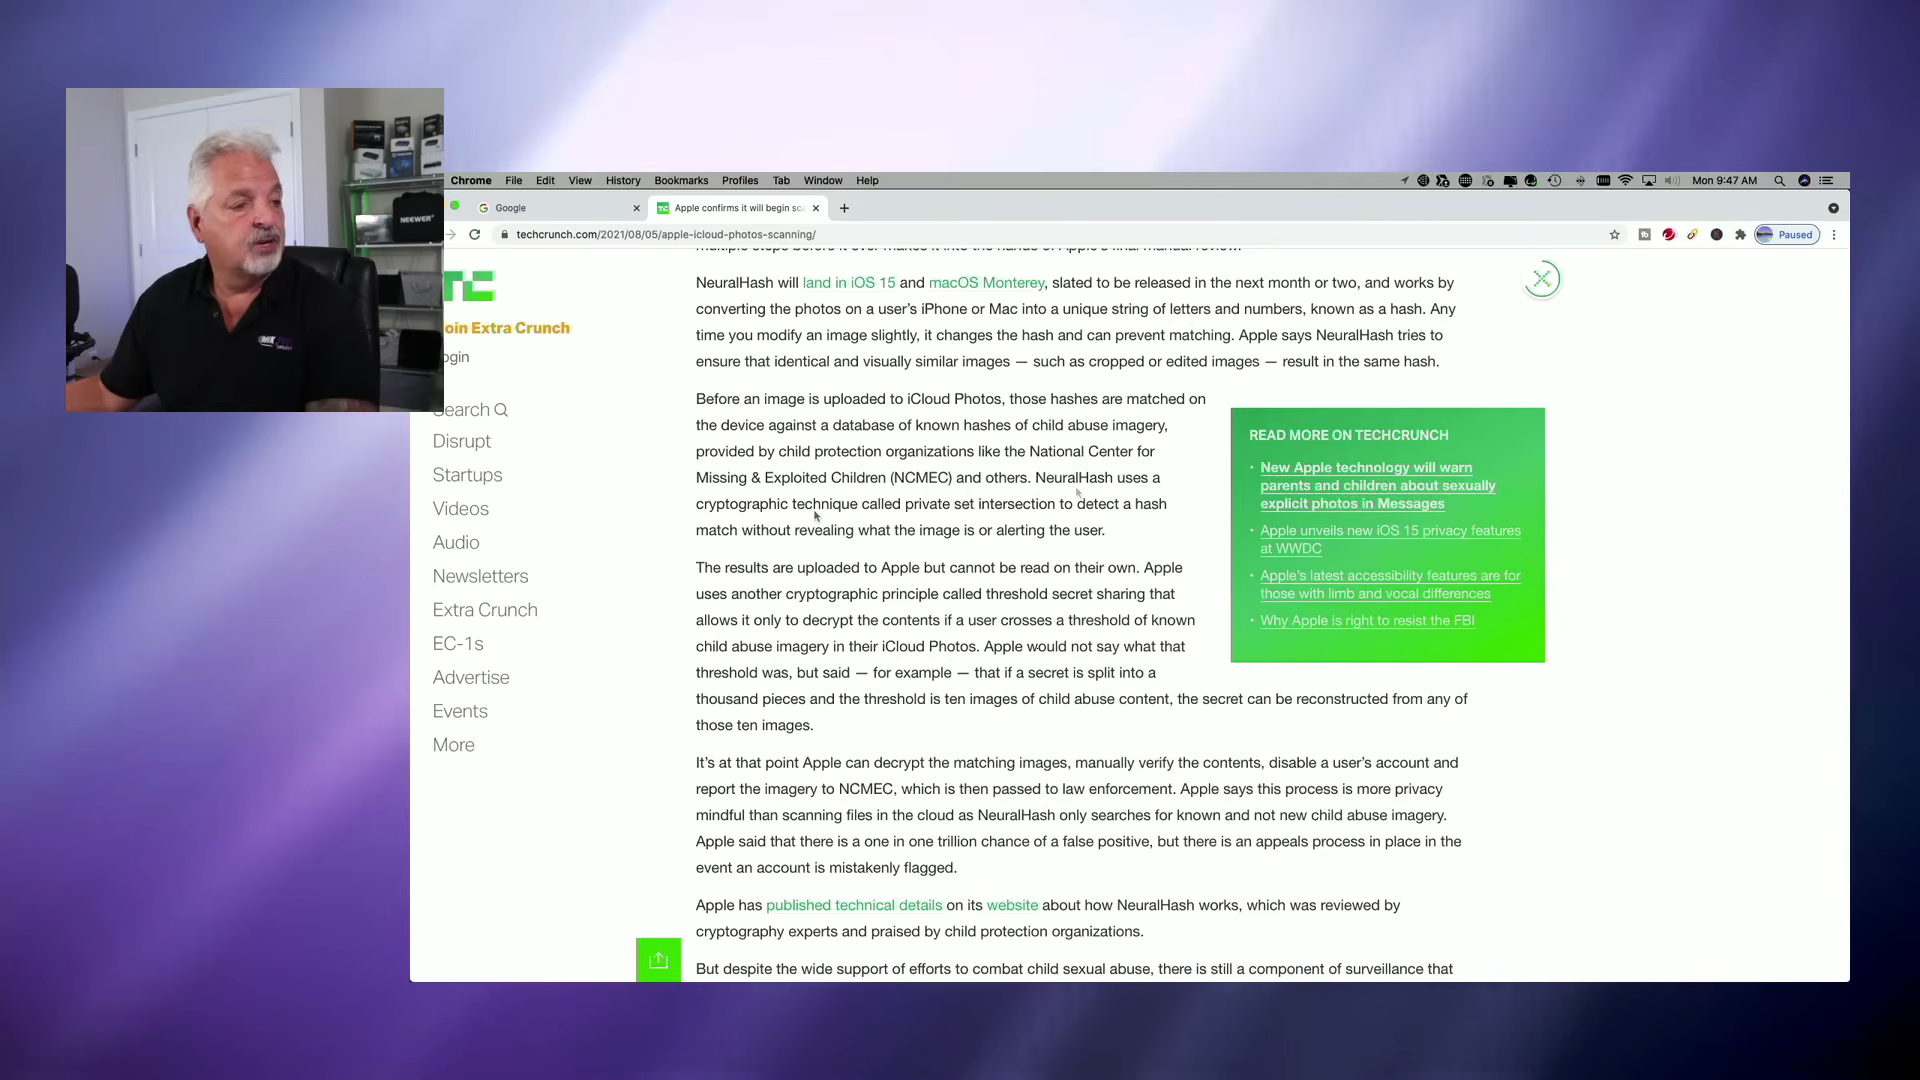 Chrome File Edit View History Bookmarks Profiles Tab Window Help Mon 9:47 AM
Google
Apple confirms it will begin sc
techcrunch.com/2021/08/05/apple-icloud-photos-scanning/
Paused
NEEWER
TC
oin Extra Crunch
ogin
Search
Disrupt
Startups
Videos
Audio
Newsletters
Extra Crunch
EC-1s
Advertise
Events
More
NeuralHash will land in iOS 15 and macOS Monterey, slated to be released in the next month or two, and works by
converting the photos on a user's iPhone or Mac into a unique string of letters and numbers, known as a hash. Any
time you modify an image slightly, it changes the hash and can prevent matching. Apple says NeuralHash tries to
ensure that identical and visually similar images — such as cropped or edited images — result in the same hash.
Before an image is uploaded to iCloud Photos, those hashes are matched on
the device against a database of known hashes of child abuse imagery,
provided by child protection organizations like the National Center for
Missing & Exploited Children (NCMEC) and others. NeuralHash uses a
cryptographic technique called private set intersection to detect a hash
match without revealing what the image is or alerting the user.
The results are uploaded to Apple but cannot be read on their own. Apple
uses another cryptographic principle called threshold secret sharing that
allows it only to decrypt the contents if a user crosses a threshold of known
child abuse imagery in their iCloud Photos. Apple would not say what that
threshold was, but said — for example — that if a secret is split into a
thousand pieces and the threshold is ten images of child abuse content, the secret can be reconstructed from any of
those ten images.
It's at that point Apple can decrypt the matching images, manually verify the contents, disable a user's account and
report the imagery to NCMEC, which is then passed to law enforcement. Apple says this process is more privacy
mindful than scanning files in the cloud as NeuralHash only searches for known and not new child abuse imagery.
Apple said that there is a one in one trillion chance of a false positive, but there is an appeals process in place in the
event an account is mistakenly flagged.
Apple has published technical details on its website about how NeuralHash works, which was reviewed by
cryptography experts and praised by child protection organizations.
But despite the wide support of efforts to combat child sexual abuse, there is still a component of surveillance that
READ MORE ON TECHCRUNCH
New Apple technology will warn
parents and children about sexually
explicit photos in Messages
Apple unveils new iOS 15 privacy features
at WWDC
Apple's latest accessibility features are for
those with limb and vocal differences
Why Apple is right to resist the FBI